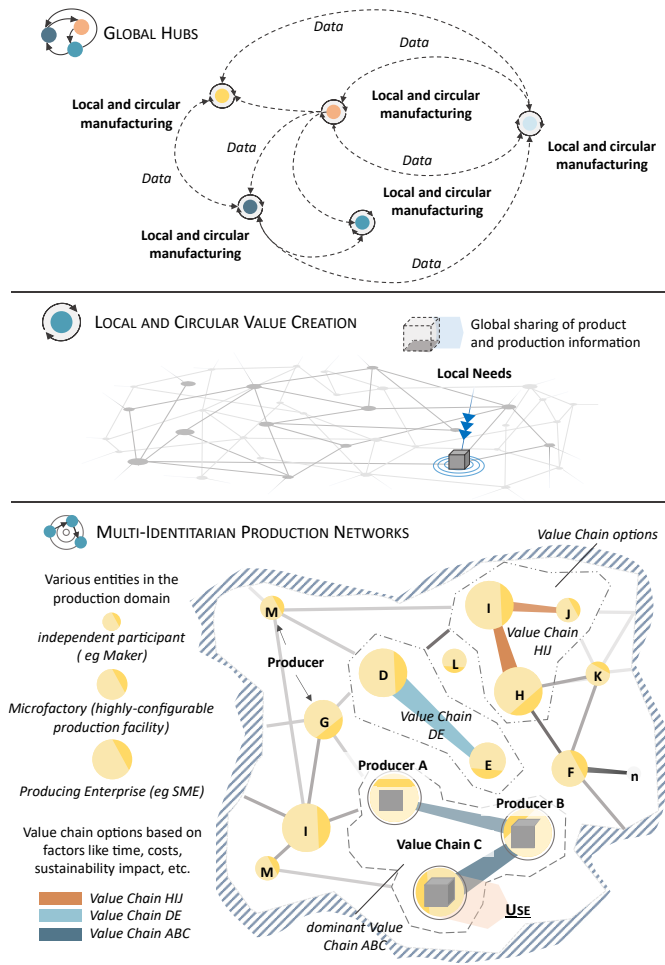 GLOBAL HUBS
Data
Local and circular
manufacturing
Local and circular
manufacturing
Local and circular
manufacturing
Data
Data
Data
Data
Local and circular
manufacturing
Local and circular
manufacturing
Data
LOCAL AND CIRCULAR VALUE CREATION
Global sharing of product
and production information
Local Needs
MULTI-IDENTITARIAN PRODUCTION NETWORKS
Value Chain options
Various entities in the
production domain
independent participant
( eg Maker)
Microfactory (highly-configurable
production facility)
Producing Enterprise (eg SME)
Value chain options based on
factors like time, costs,
sustainability impact, etc.
Value Chain HIJ
Value Chain DE
Value Chain ABC
M
I
J
Value Chain
HIJ
Producer
L
D
K
H
G
Value Chain
DE
E
F
n
Producer A
Producer B
I
Value Chain C
M
dominant Value
Chain ABC
USE